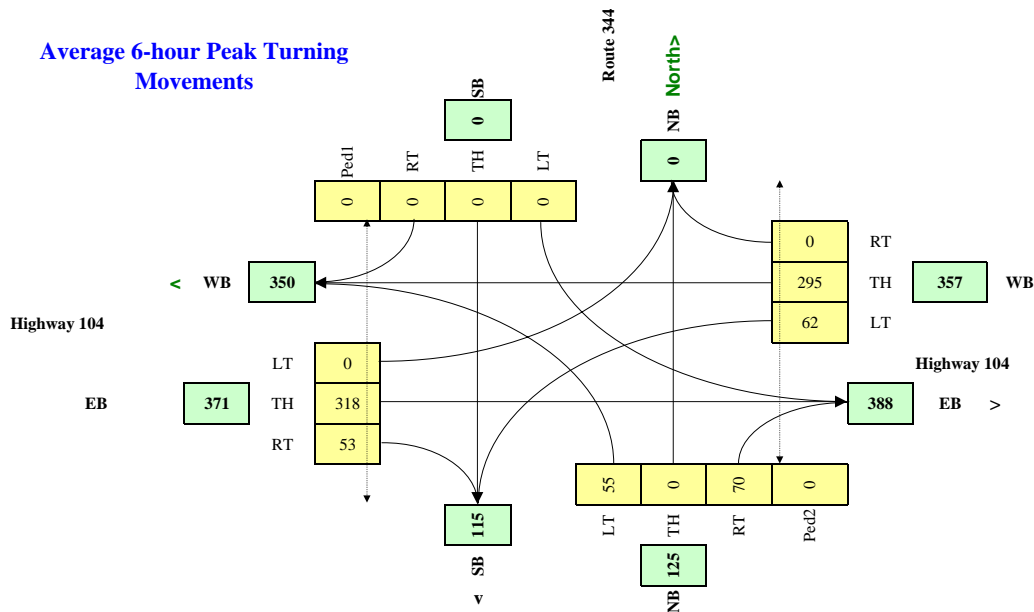 Average 6-hour Peak Turning
Movements
Route 344
North>
SB
0
NB
0
Ped1
RT
TH
LT
0
0
0
0
0
RT
< WB
350
295
TH
357
WB
62
LT
Highway 104
LT
0
Highway 104
EB
371
TH
318
388
EB >
RT
53
55
0
70
0
LT
TH
RT
Ped2
115
SB
v
125
NB